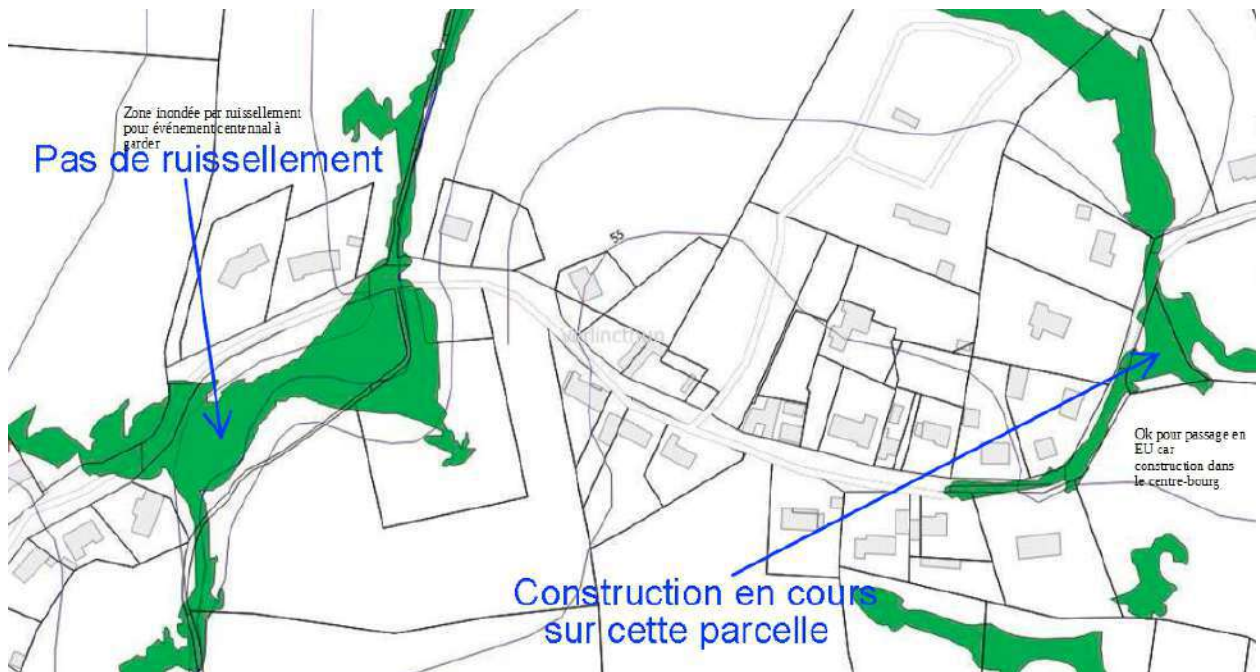 Zone inondée par ruissellement
pour événement centennal à
garder
Pas de ruissellement
55
Verlincthun
Ok pour passage en
EU car
construction dans
le centre-bourg
Construction en cours
sur cette parcelle